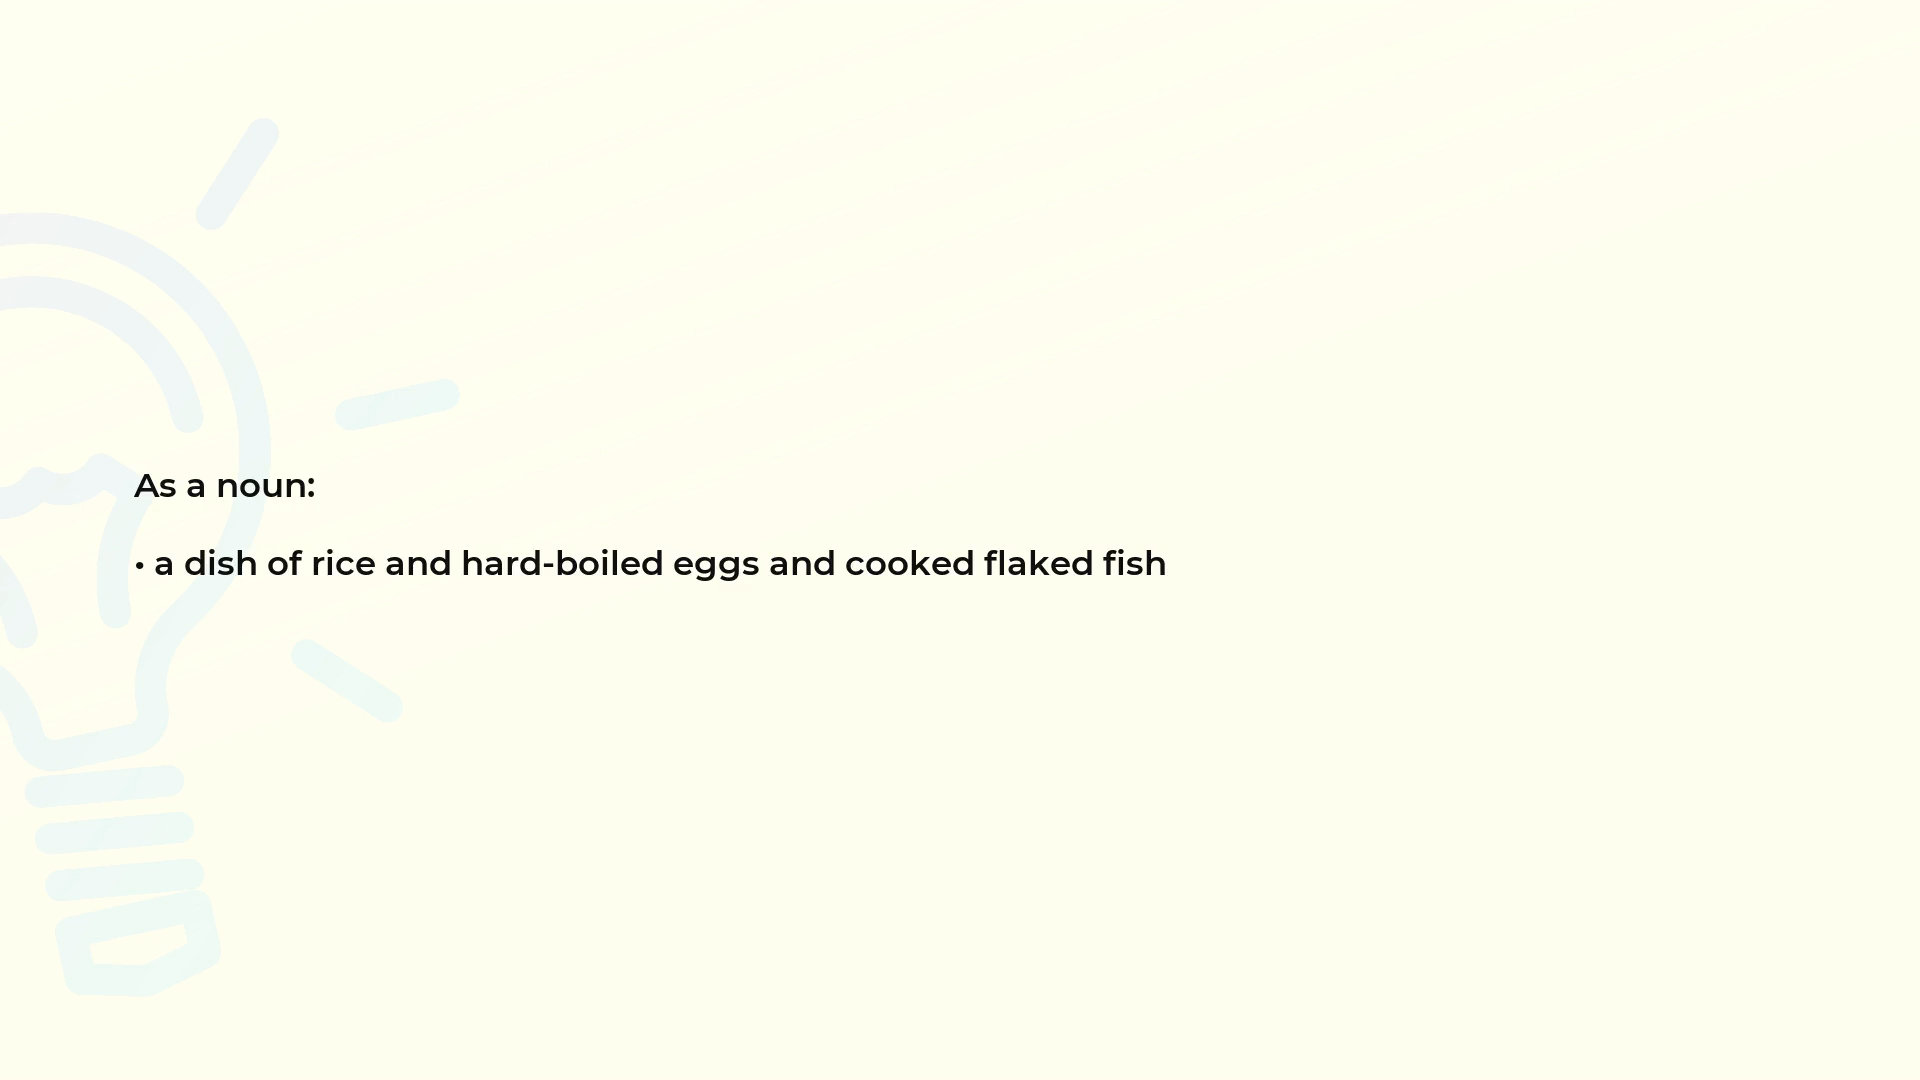 As a noun:
• a dish of rice and hard-boiled eggs and cooked flaked fish